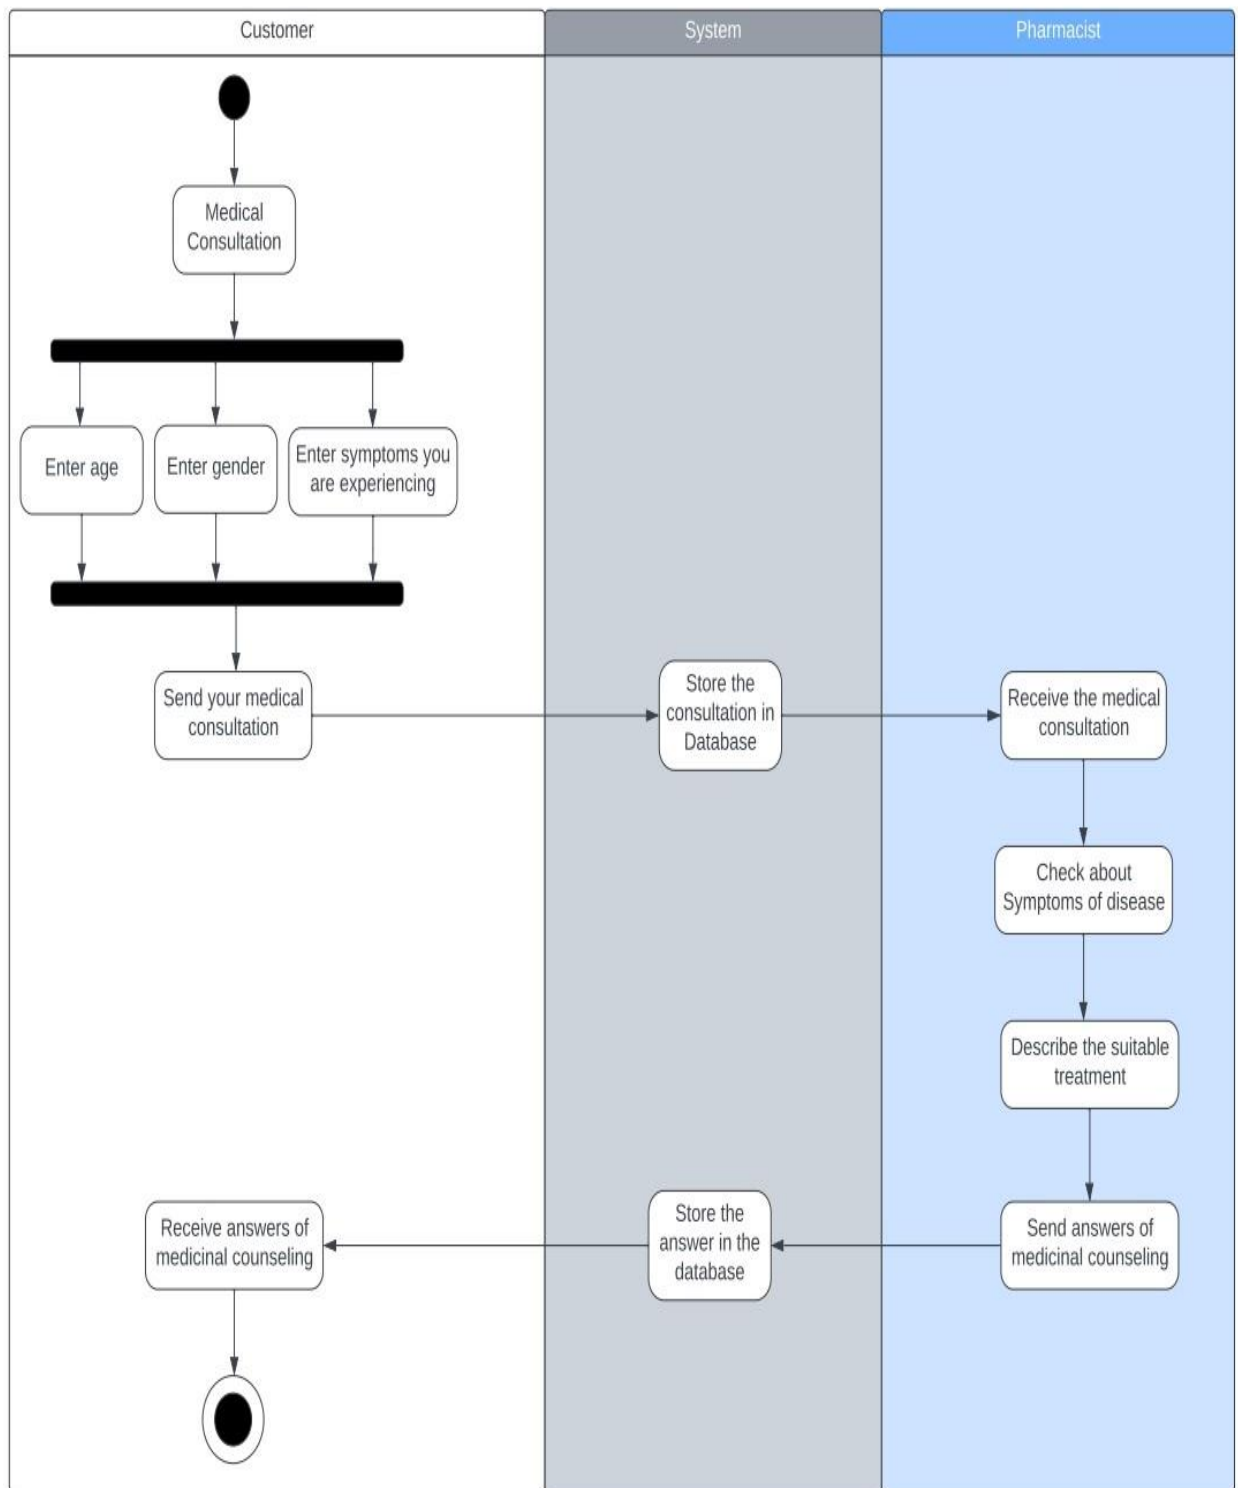 Customer
System
Pharmacist
Medical
Consultation
Enter age
Enter gender
Enter symptoms you
are experiencing
Send your medical
consultation
Store the
consultation in
Database
Receive the medical
consultation
Check about
Symptoms of disease
Describe the suitable
treatment
Send answers of
medicinal counseling
Store the
answer in the
database
Receive answers of
medicinal counseling